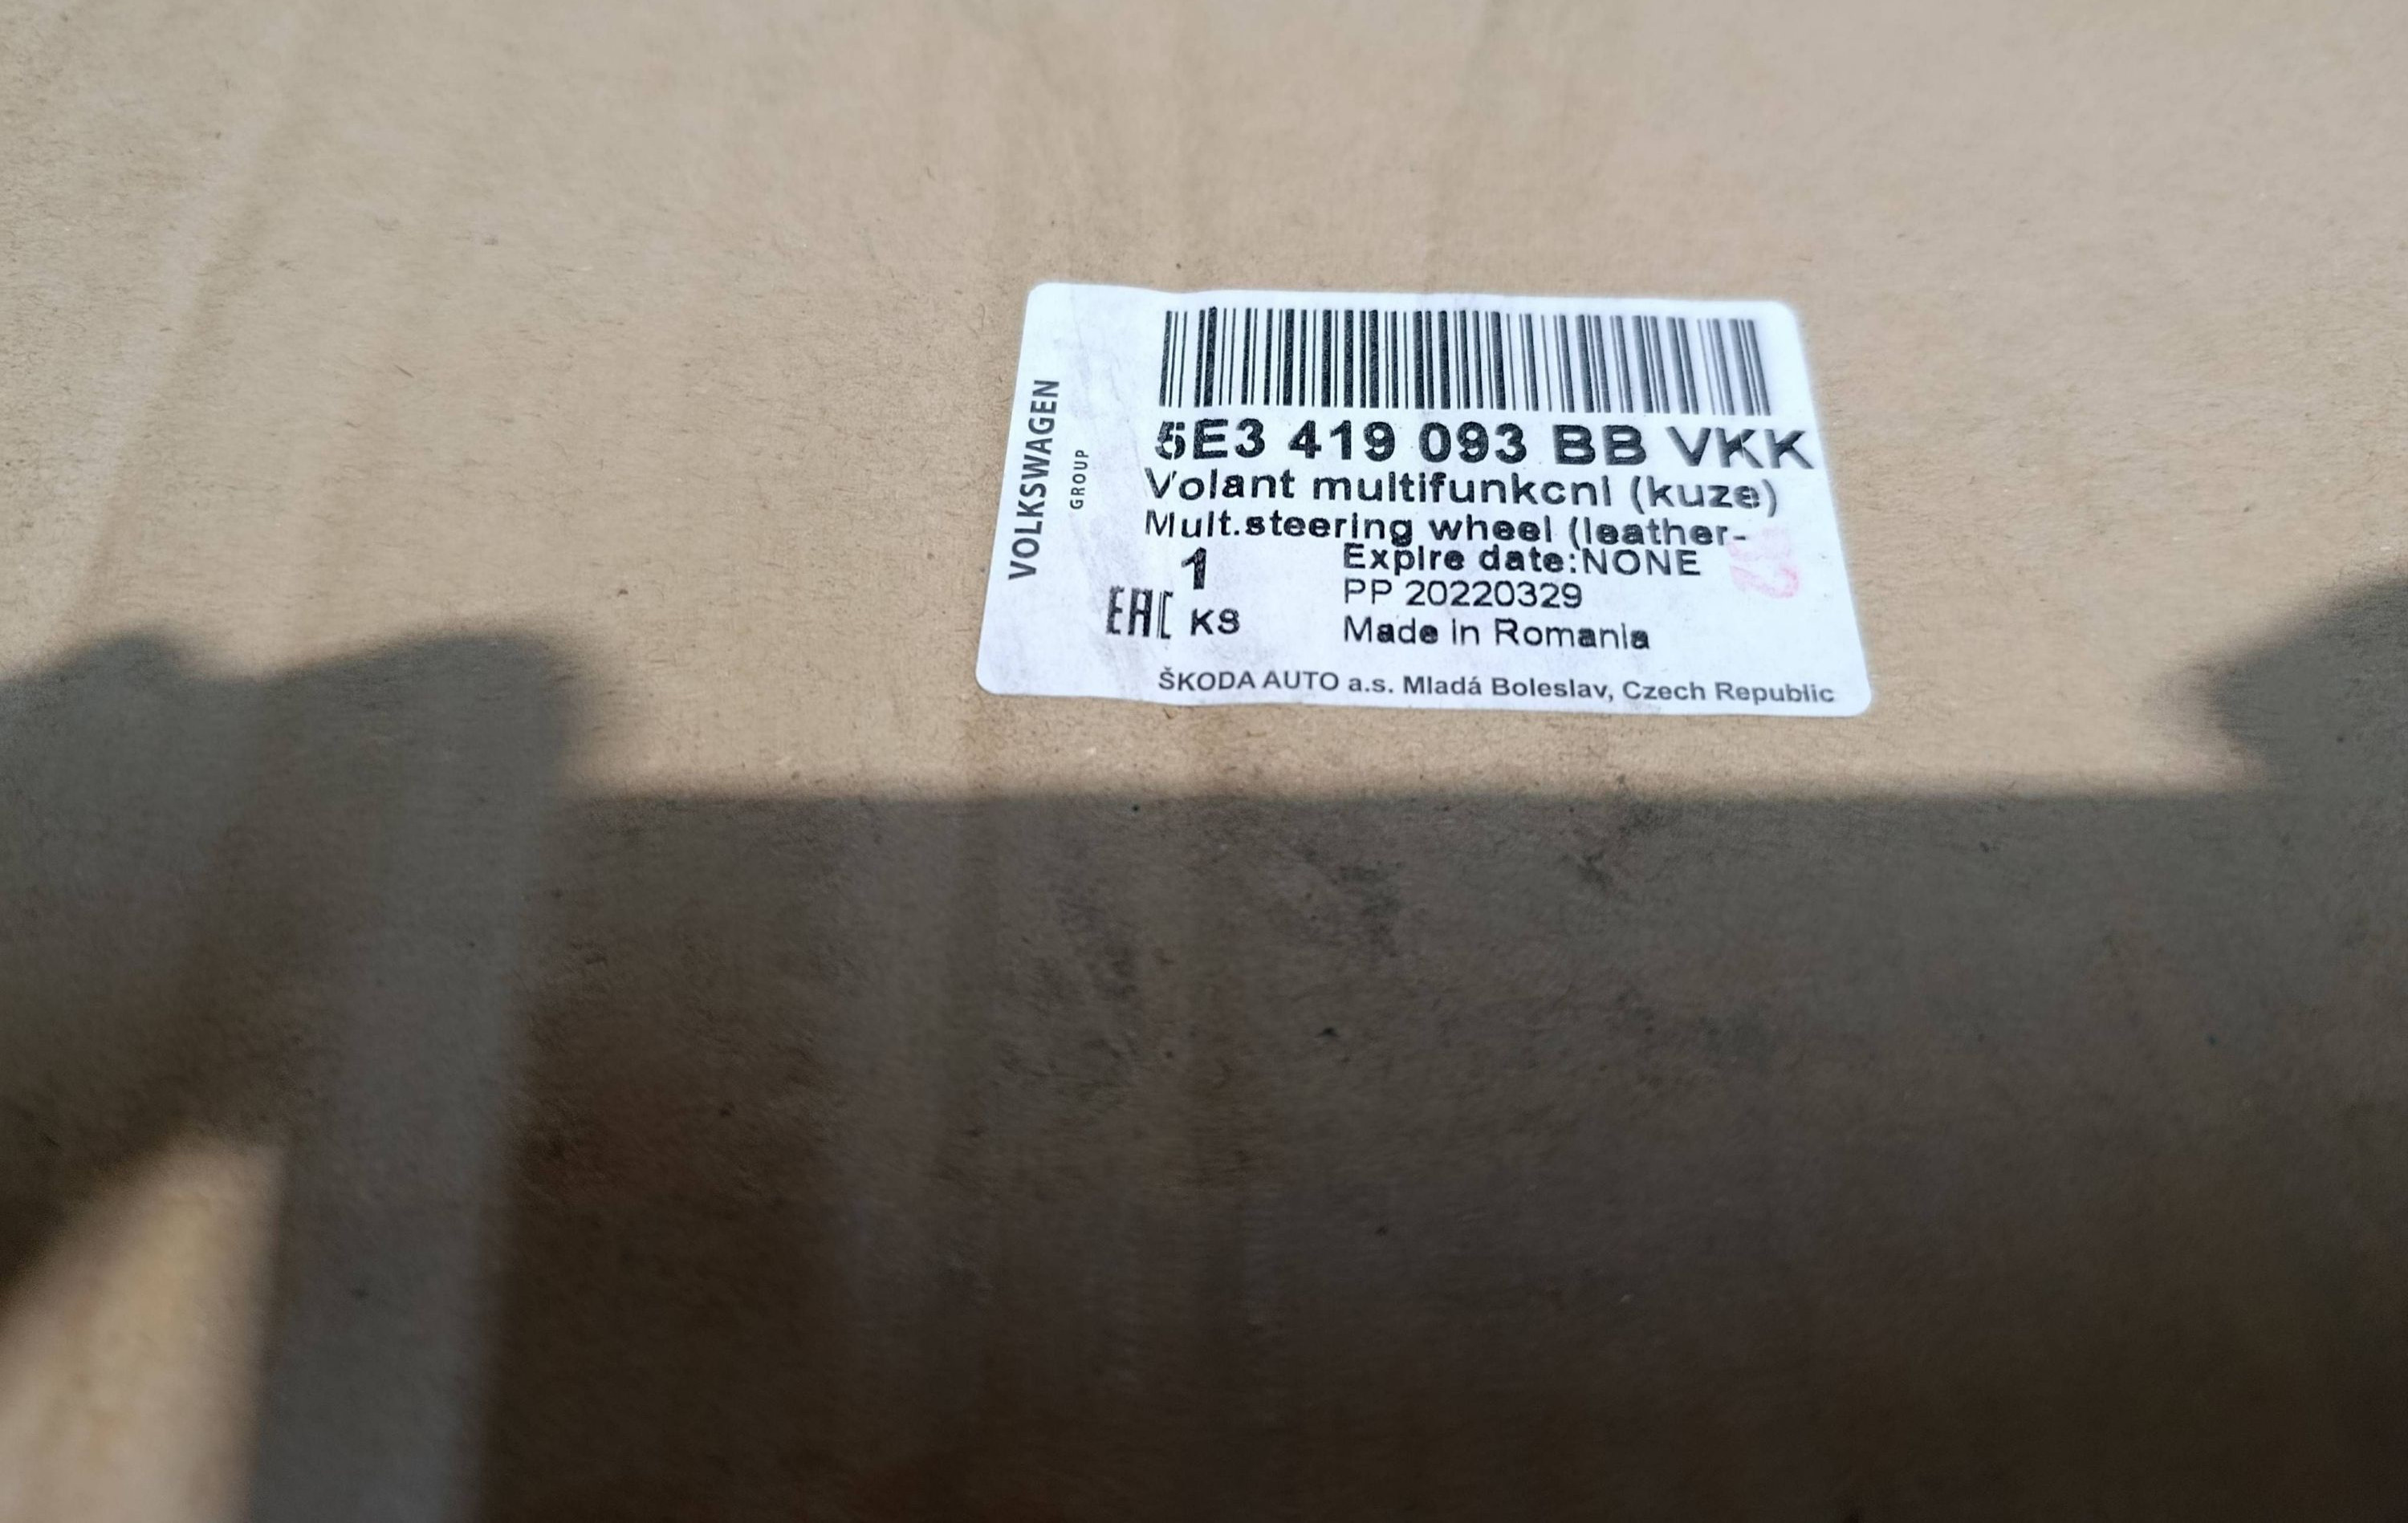 VOLKSWAGEN
GROUP
5E3 419 093 BB VKK
Volant multifunkcni (kuze)
Mult.steering wheel (leather-
1
Expire date:NONE
PP 20220329
EAC KS
Made in Romania
ŠKODA AUTO a.s. Mladá Boleslav, Czech Republic